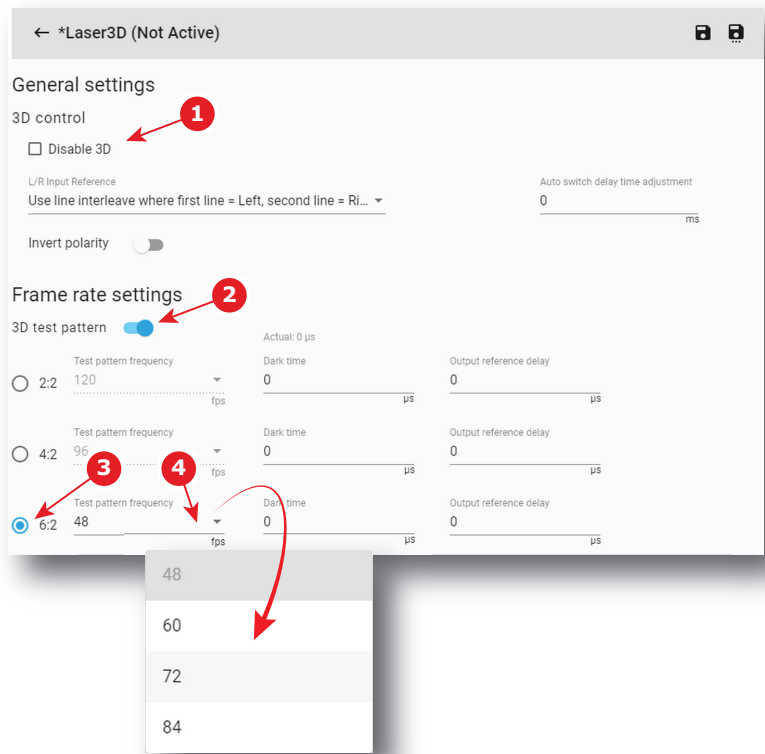 ← *Laser3D (Not Active)
General settings
3D control
1
Disable 3D
L/R Input Reference
Auto switch delay time adjustment
Use line interleave where first line = Left, second line = Ri...
0
ms
Invert polarity
Frame rate settings
2
3D test pattern
Actual: 0 µs
Test pattern frequency Dark time Output reference delay
2:2 120 0 0
fps µs µs
Test pattern frequency Dark time Output reference delay
4:2 96 0 0
fps µs µs
3 4
Test pattern frequency Dark time Output reference delay
6:2 48 0 0
fps µs µs
48
60
72
84